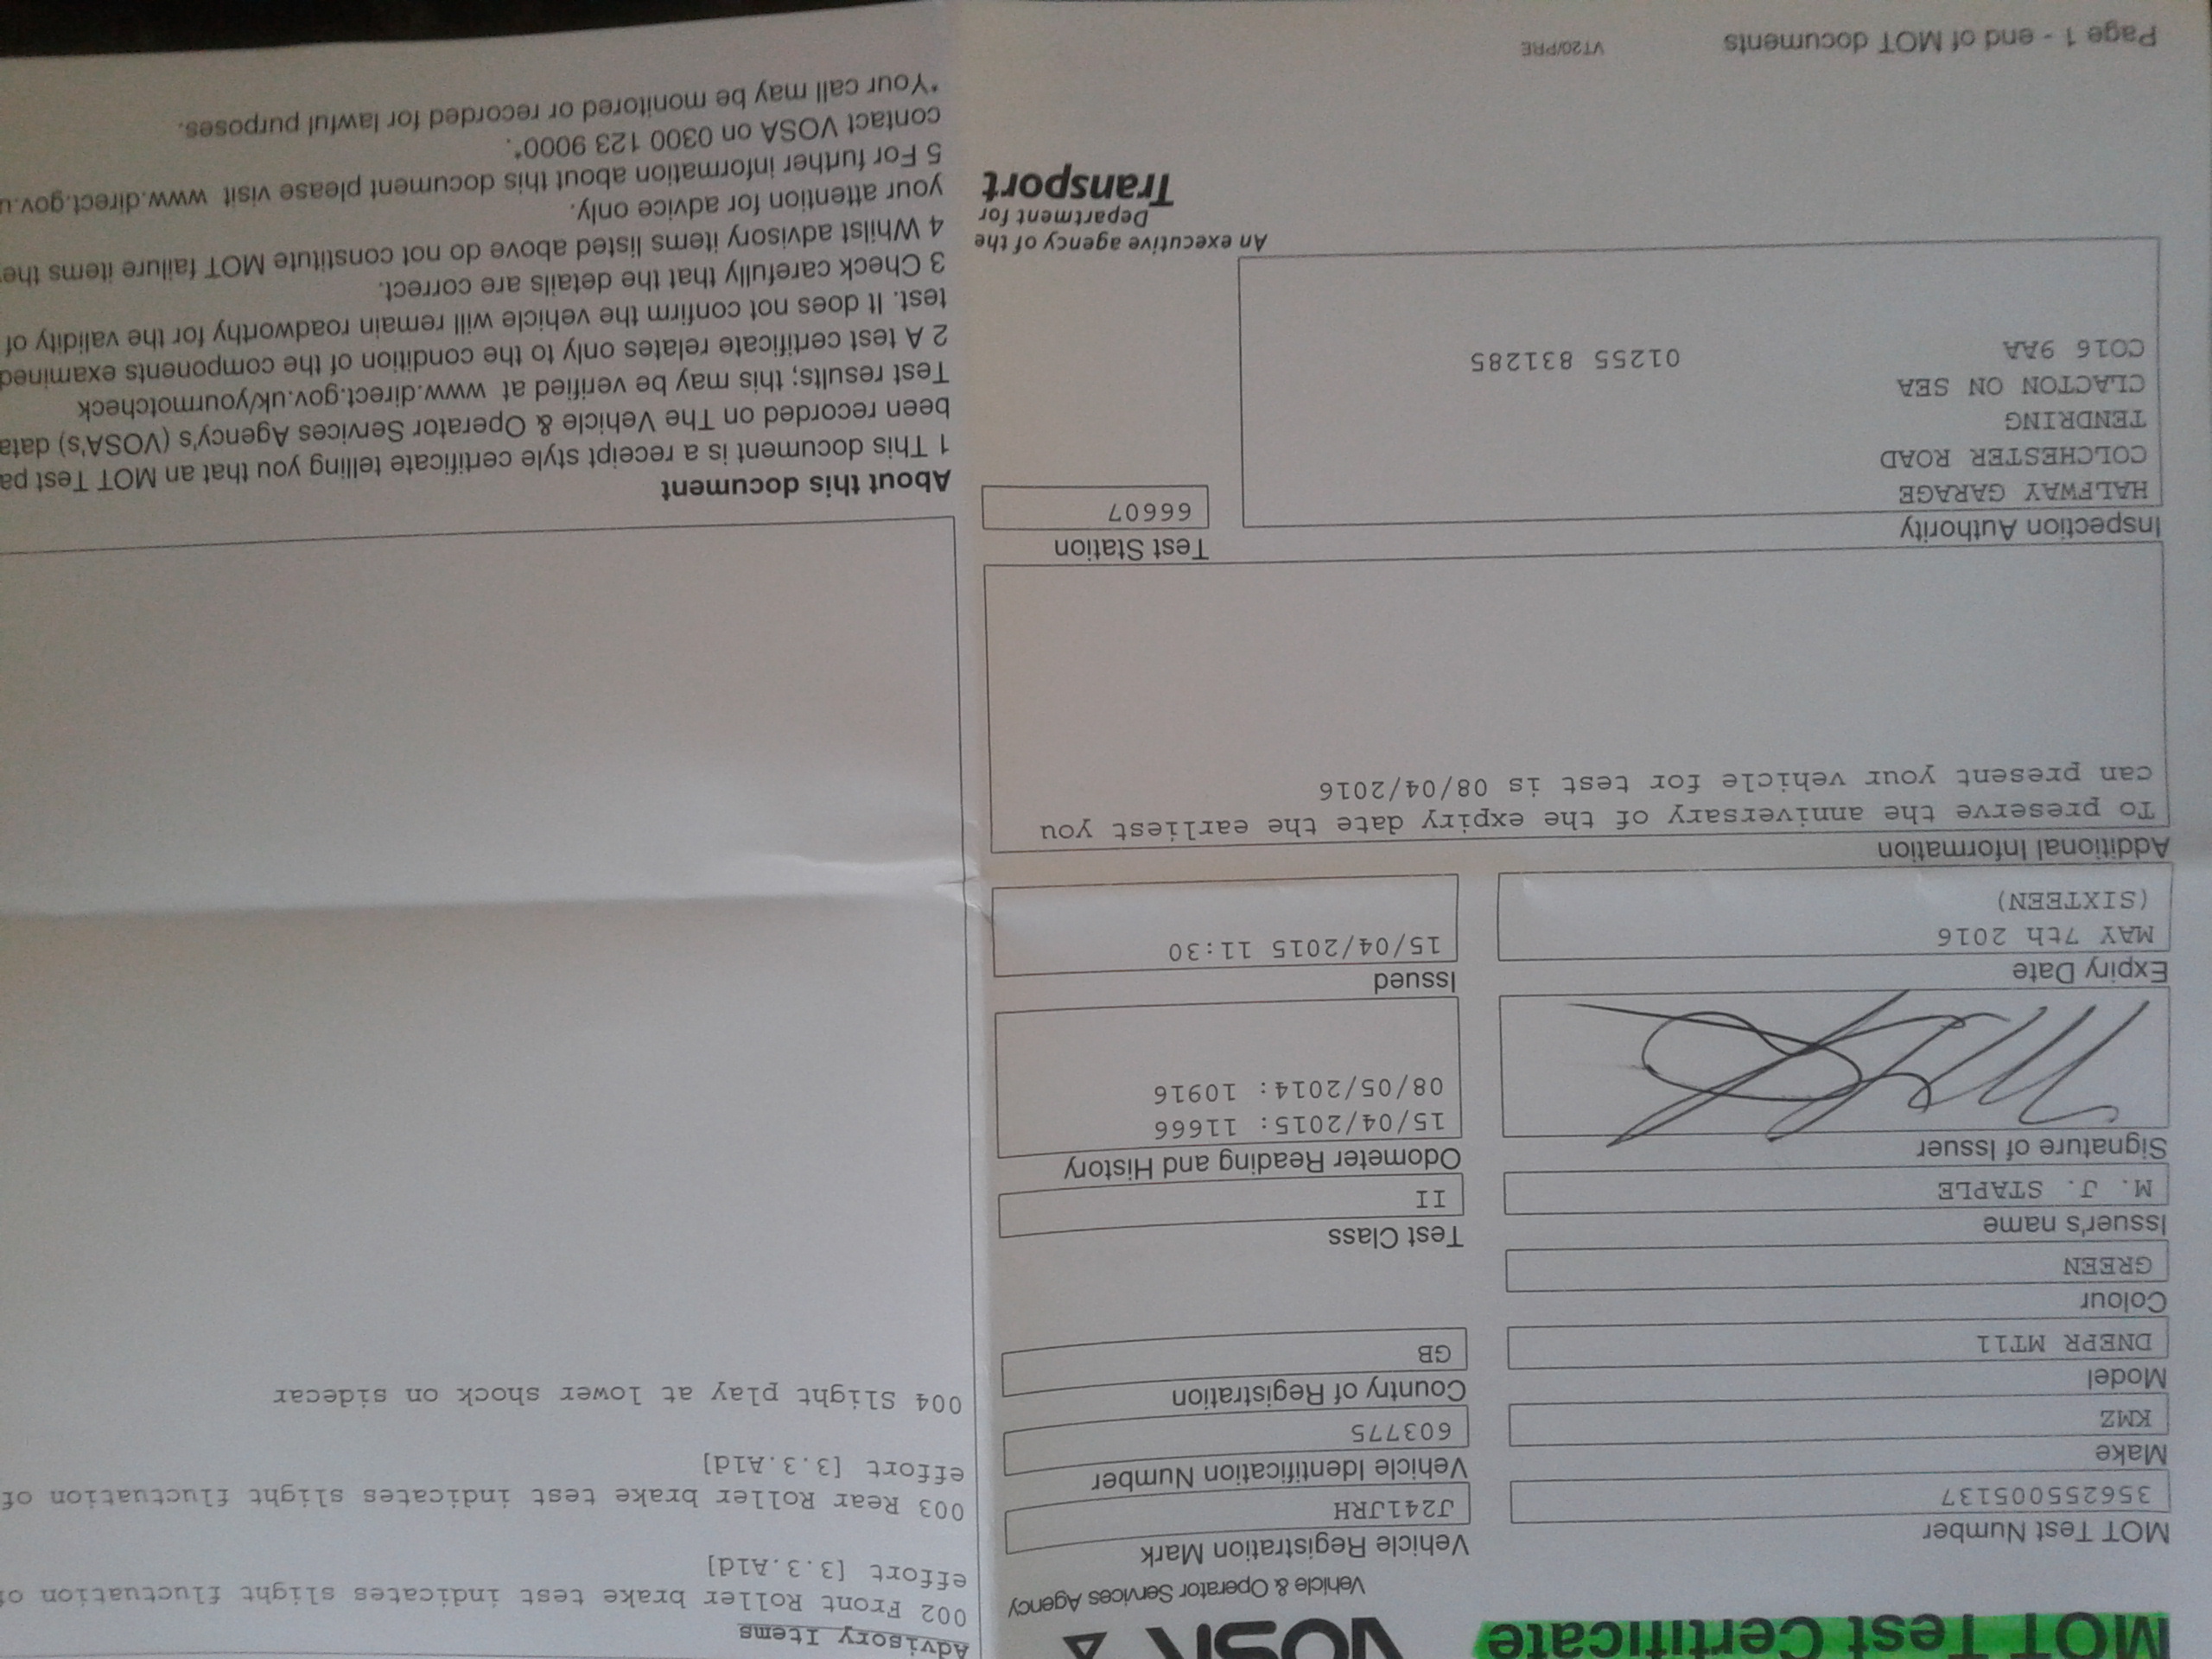 MOT Test Certificate
VOSA
Vehicle & Operator Services Agency
MOT Test Number
356255005137
Vehicle Registration Mark
J241JRH
Make
KMZ
Vehicle Identification Number
603775
Model
DNEPR MT11
Country of Registration
GB
Colour
GREEN
Issuer's name
M. J. STAPLE
Test Class
II
Signature of Issuer
Odometer Reading and History
15/04/2015: 11666
08/05/2014: 10916
Expiry Date
MAY 7th 2016
(SIXTEEN)
Issued
15/04/2015 11:30
Additional Information
To preserve the anniversary of the expiry date the earliest you
can present your vehicle for test is 08/04/2016
Inspection Authority
HALFWAY GARAGE
COLCHESTER ROAD
TENDRING
CLACTON ON SEA
CO16 9AA
01255 831285
Test Station
66607
An executive agency of the
Department for
Transport
Page 1 - end of MOT documents
VT20/PRE
Advisory Items
002 Front Roller brake test indicates slight fluctuation of
effort [3.3.A1d]
003 Rear Roller brake test indicates slight fluctuation of
effort [3.3.A1d]
004 Slight play at lower shock on sidecar
About this document
1 This document is a receipt style certificate telling you that an MOT Test pa
been recorded on The Vehicle & Operator Services Agency's (VOSA's) data
Test results; this may be verified at www.direct.gov.uk/yourmotcheck
2 A test certificate relates only to the condition of the components examined
test. It does not confirm the vehicle will remain roadworthy for the validity of
3 Check carefully that the details are correct.
4 Whilst advisory items listed above do not constitute MOT failure items the
your attention for advice only.
5 For further information about this document please visit www.direct.gov.u
contact VOSA on 0300 123 9000*.
*Your call may be monitored or recorded for lawful purposes.